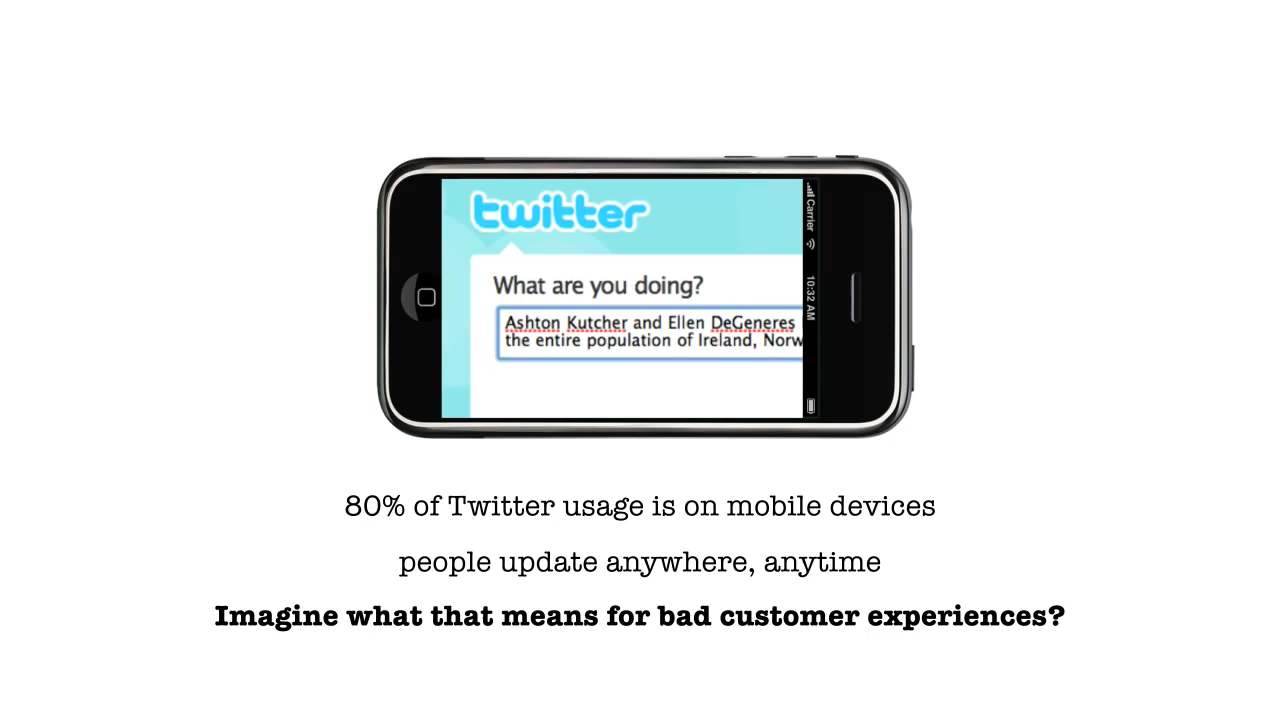 twitter
What are you doing?
Ashton Kutcher and Ellen DeGeneres
the entire population of Ireland, Norw
Carrier
10:32 AM
80% of Twitter usage is on mobile devices
people update anywhere, anytime
Imagine what that means for bad customer experiences?